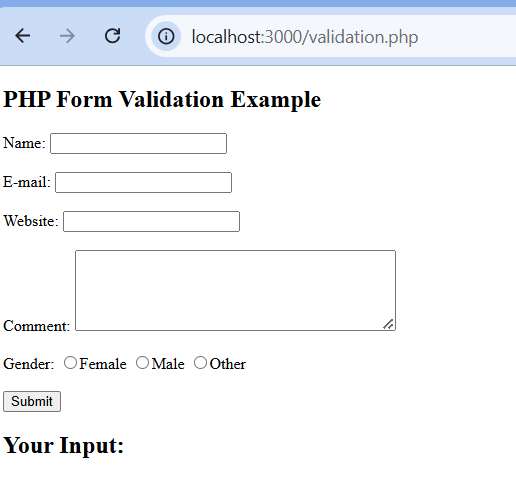 localhost:3000/validation.php
PHP Form Validation Example
Name:
E-mail:
Website:
Comment:
Gender: Female Male Other
Submit
Your Input: